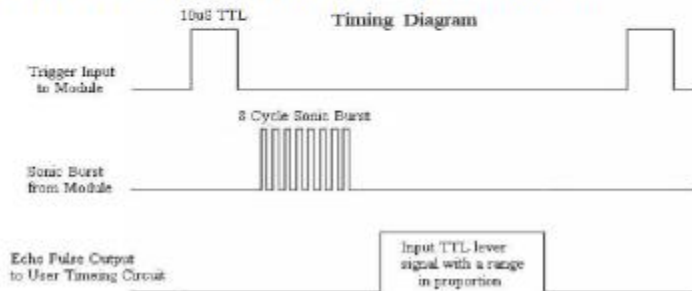 10uS TTL
Timing Diagram
Trigger Input
to Module
8 Cycle Sonic Burst
Sonic Burst
from Module
Echo Pulse Output
to User Timeing Circuit
Input TTL lever
signal with a range
in proportion